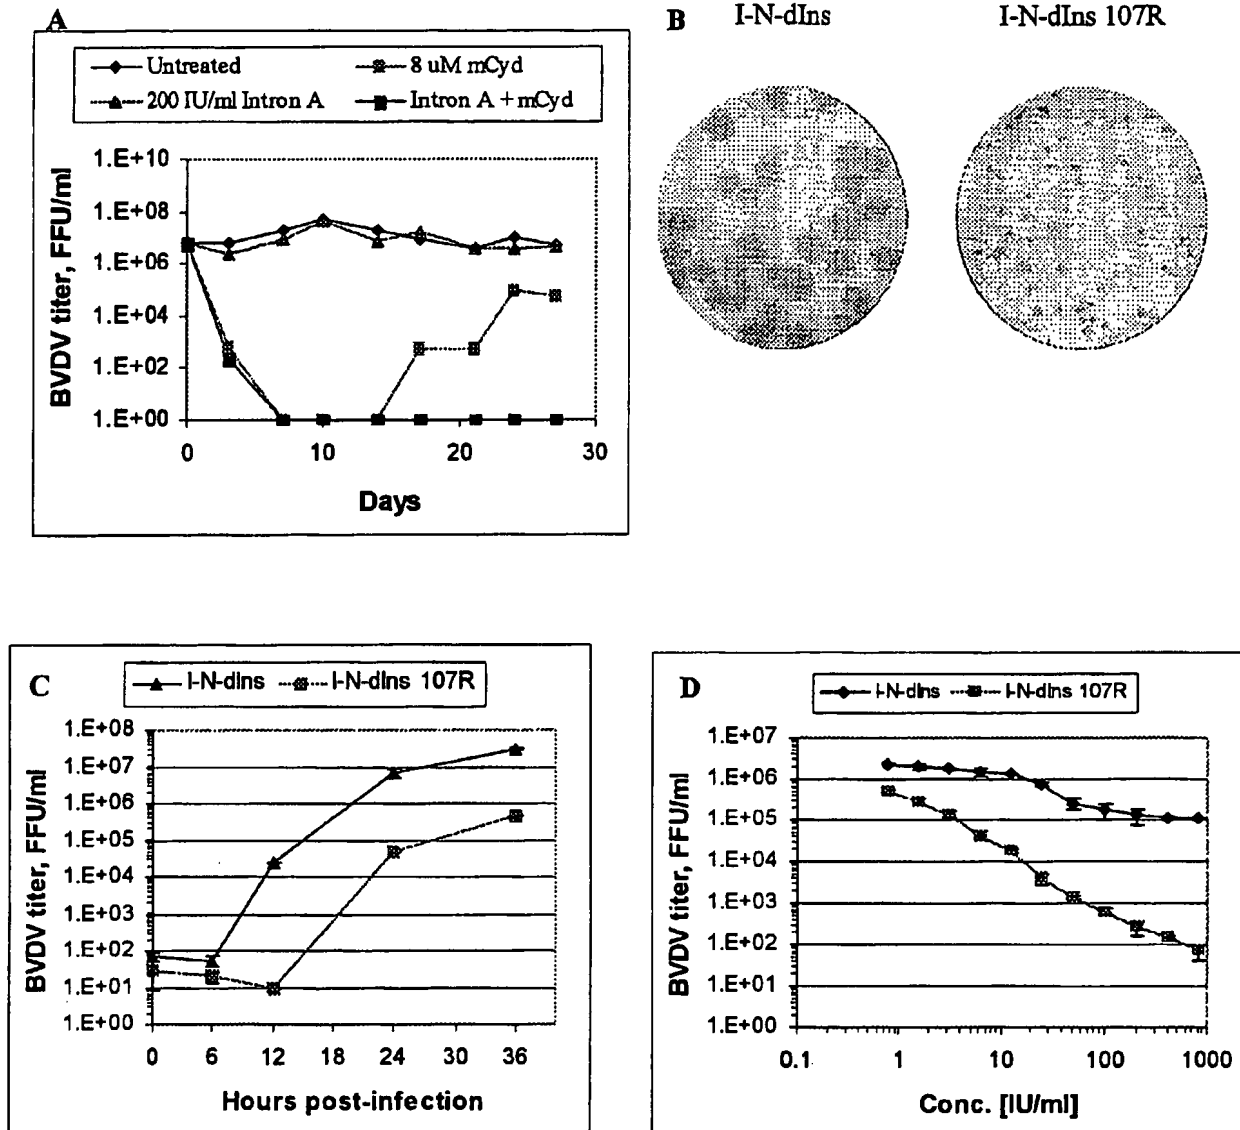 A
Untreated
8 uM mCyd
200 IU/ml Intron A
Intron A + mCyd
BVDV titer, FFU/ml
1.E+10
1.E+08
1.E+06
1.E+04
1.E+02
1.E+00
0
10
20
30
Days
B
I-N-dIns
I-N-dIns 107R
C
I-N-dIns
I-N-dIns 107R
BVDV titer, FFU/ml
1.E+08
1.E+07
1.E+06
1.E+05
1.E+04
1.E+03
1.E+02
1.E+01
1.E+00
0
6
12
18
24
30
36
Hours post-infection
D
I-N-dIns
I-N-dIns 107R
BVDV titer, FFU/ml
1.E+07
1.E+06
1.E+05
1.E+04
1.E+03
1.E+02
1.E+01
1.E+00
0.1
1
10
100
1000
Conc. [IU/ml]